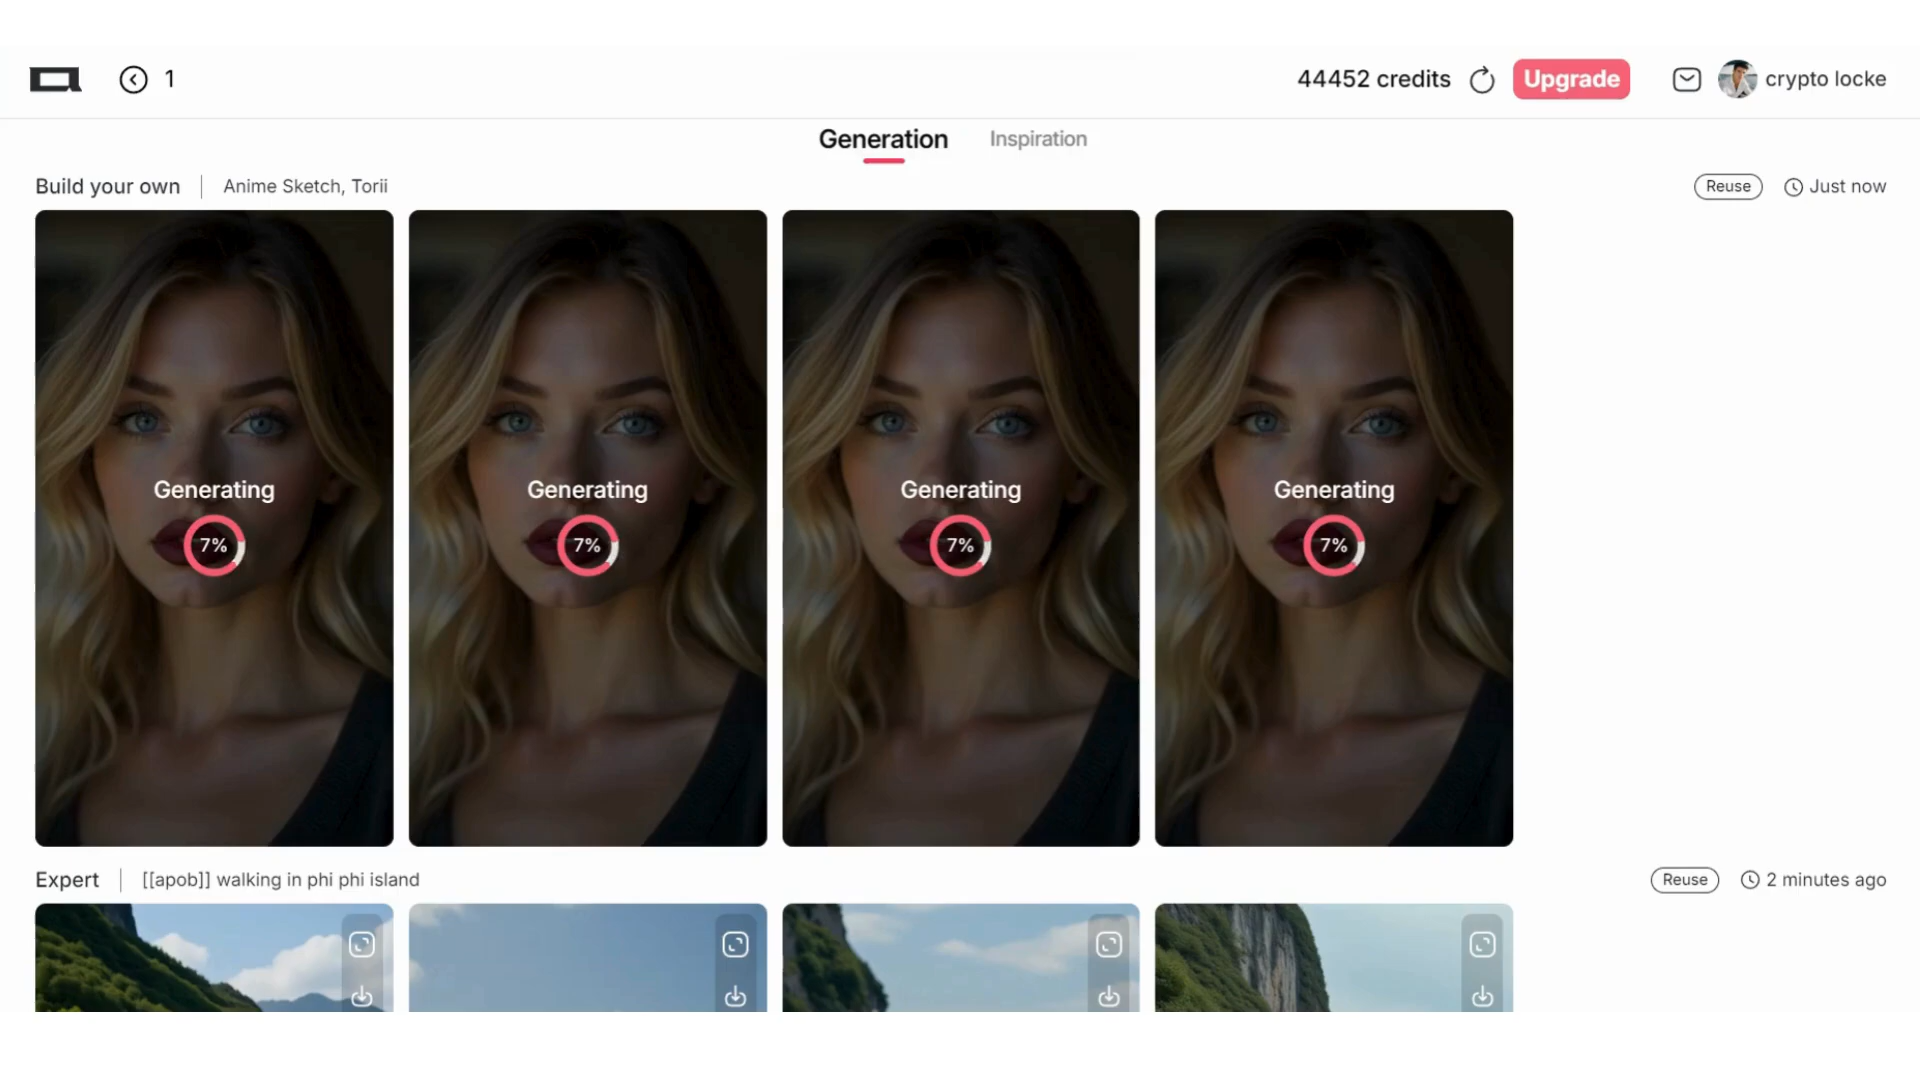 1
44452 credits
Upgrade
crypto locke
Generation
Inspiration
Build your own
Anime Sketch, Torii
Reuse
Just now
Generating
7%
Generating
7%
Generating
7%
Generating
7%
Expert
[[apob]] walking in phi phi island
Reuse
2 minutes ago